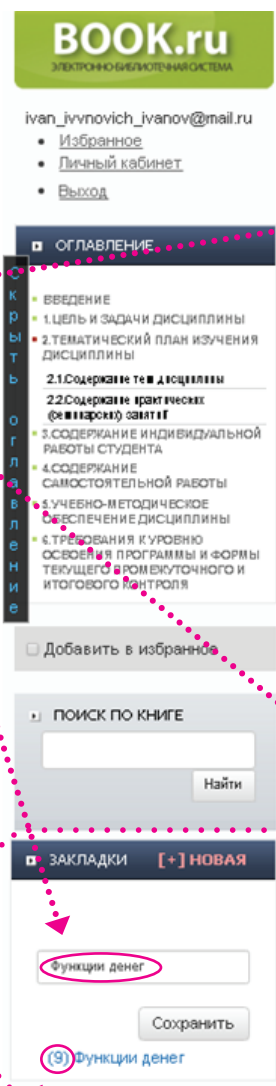 BOOK.ru
ЭЛЕКТРОННО-БИБЛИОТЕЧНАЯ СИСТЕМА
ivan_ivvnovich_ivanov@mail.ru
• Избранное
• Личный кабинет
• Выход
ОГЛАВЛЕНИЕ
Скрыть оглавление
ВВЕДЕНИЕ
1.ЦЕЛЬ И ЗАДАЧИ ДИСЦИПЛИНЫ
2.ТЕМАТИЧЕСКИЙ ПЛАН ИЗУЧЕНИЯ
ДИСЦИПЛИНЫ
2.1.Содержание тем дисциплины
2.2.Содержание практических
(семинарских) занятий
3.СОДЕРЖАНИЕ ИНДИВИДУАЛЬНОЙ
РАБОТЫ СТУДЕНТА
4.СОДЕРЖАНИЕ
САМОСТОЯТЕЛЬНОЙ РАБОТЫ
5.УЧЕБНО-МЕТОДИЧЕСКОЕ
ОБЕСПЕЧЕНИЕ ДИСЦИПЛИНЫ
6.ТРЕБОВАНИЯ К УРОВНЮ
ОСВОЕНИЯ ПРОГРАММЫ И ФОРМЫ
ТЕКУЩЕГО ПРОМЕЖУТОЧНОГО И
ИТОГОВОГО КОНТРОЛЯ
Добавить в избранное
ПОИСК ПО КНИГЕ
Найти
ЗАКЛАДКИ [+] НОВАЯ
Функции денег
Сохранить
(9) Функции денег